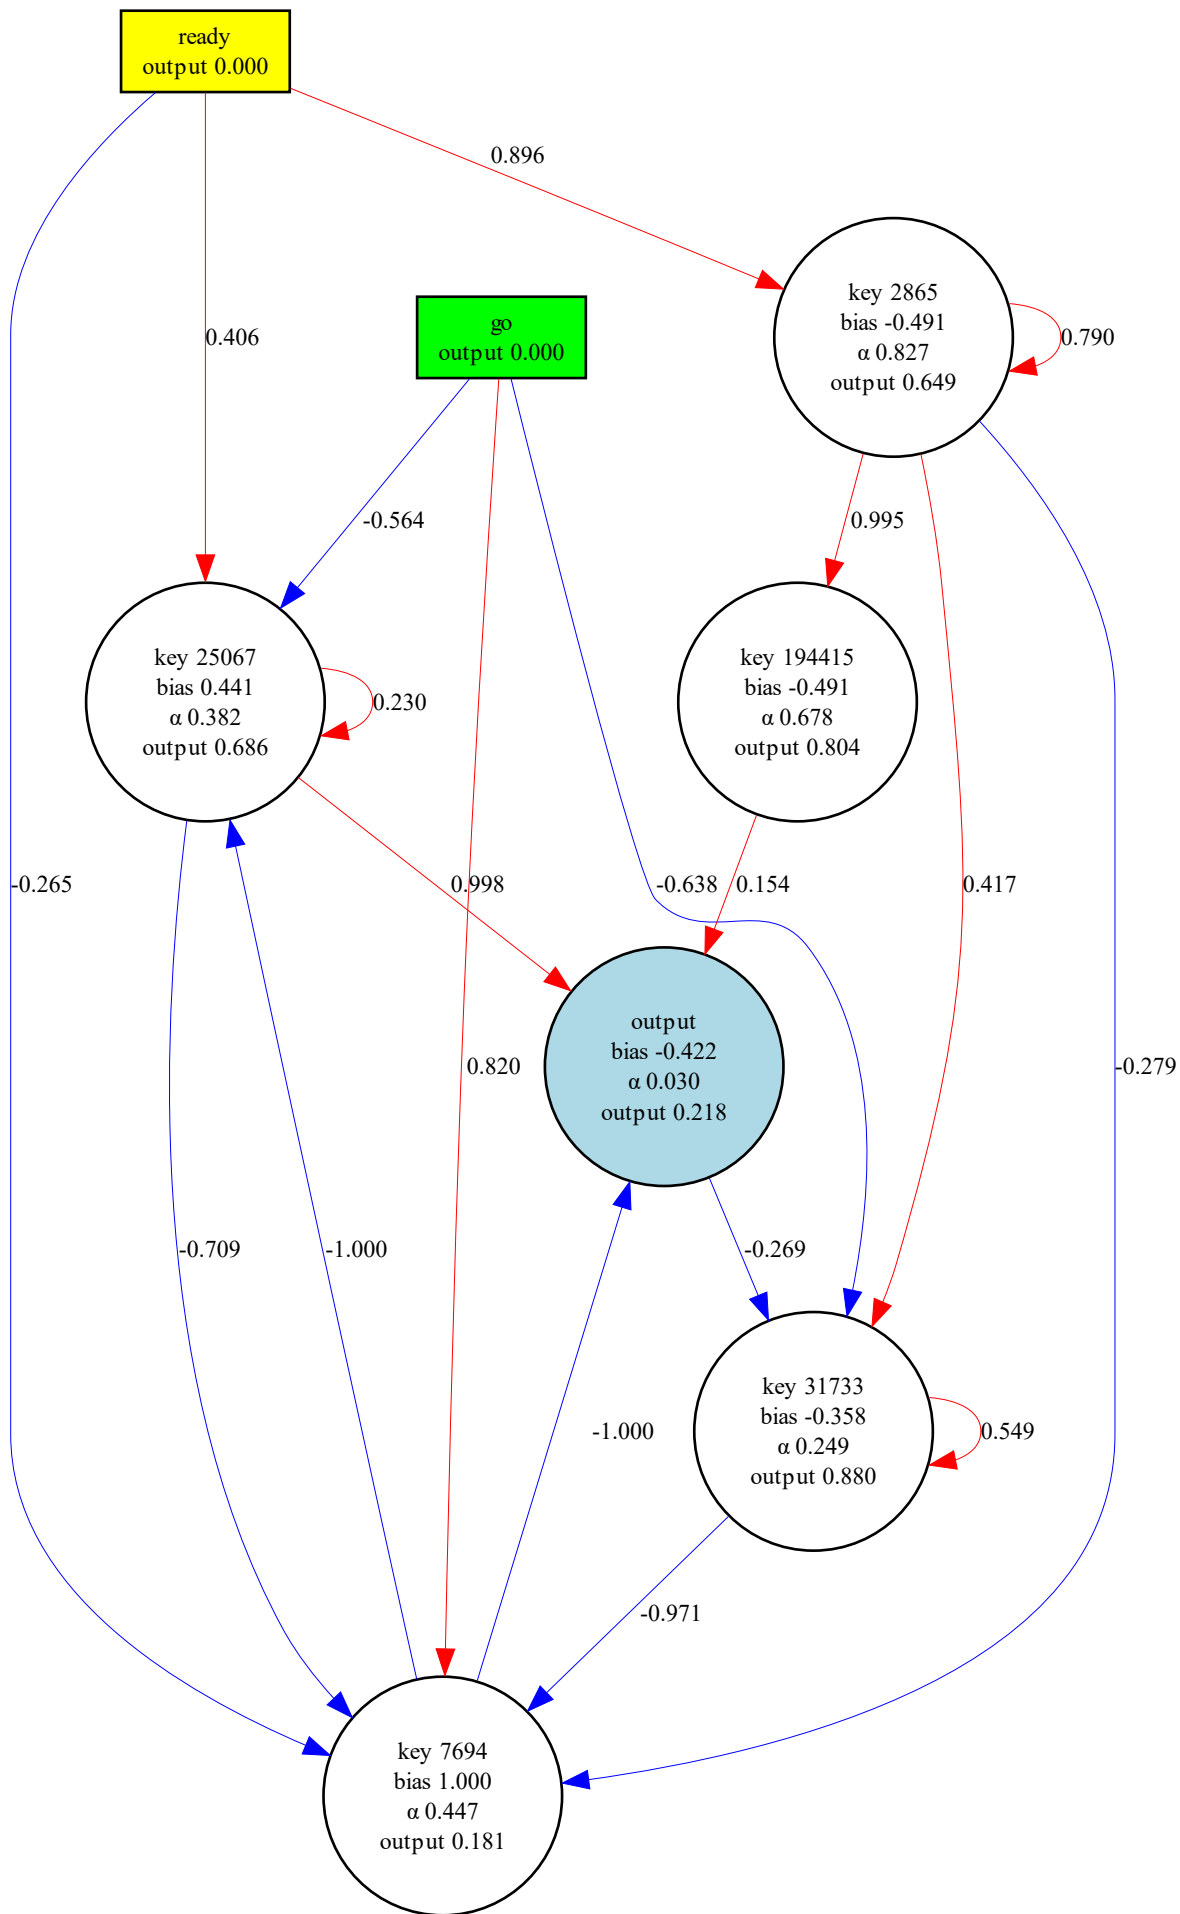 ready
output 0.000
0.896
key 2865
bias -0.491
α 0.827
output 0.649
0.790
go
output 0.000
0.406
-0.564
0.995
key 25067
bias 0.441
α 0.382
output 0.686
0.230
key 194415
bias -0.491
α 0.678
output 0.804
-0.265
0.998
-0.638
0.154
0.417
output
bias -0.422
α 0.030
output 0.218
0.820
-0.279
-0.709
-1.000
-0.269
key 31733
bias -0.358
α 0.249
output 0.880
-1.000
0.549
-0.971
key 7694
bias 1.000
α 0.447
output 0.181